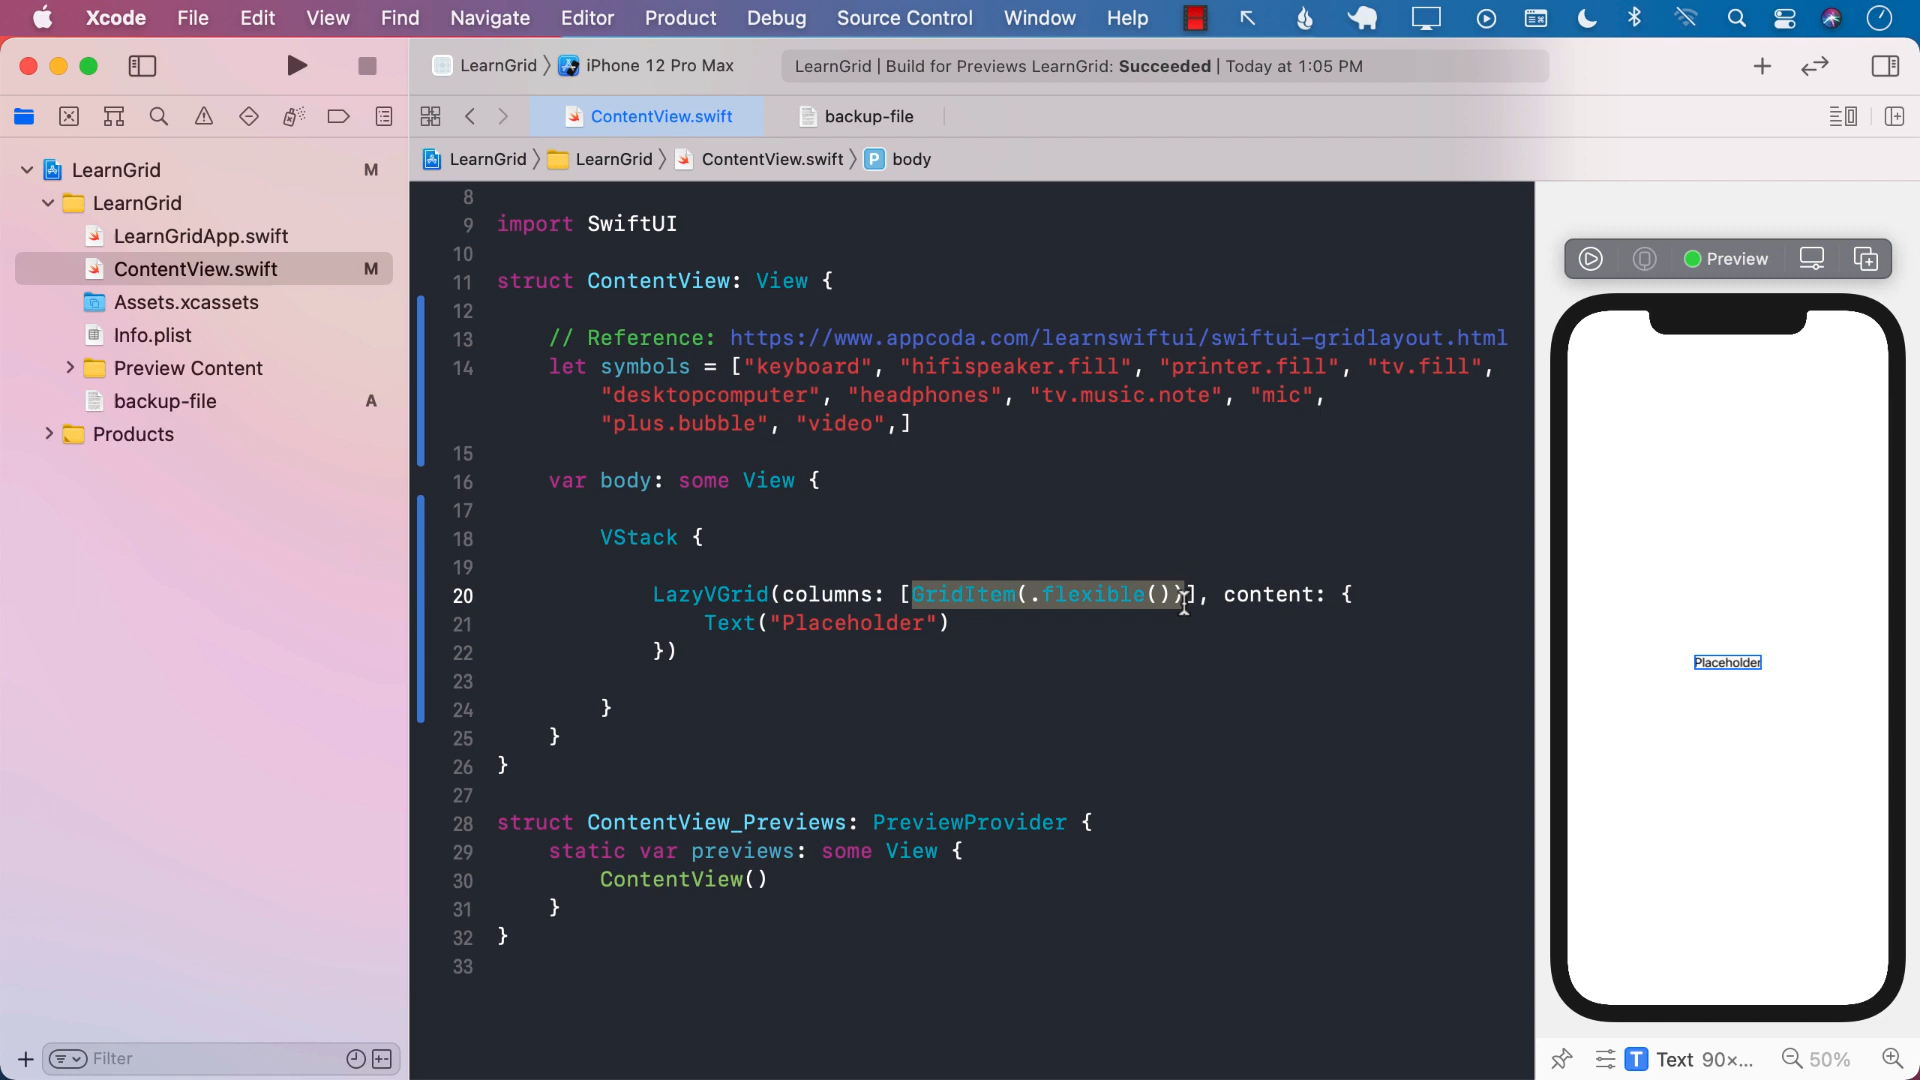 Xcode File Edit View Find Navigate Editor Product Debug Source Control Window Help
LearnGrid 〉 iPhone 12 Pro Max
LearnGrid | Build for Previews LearnGrid: Succeeded | Today at 1:05 PM
ContentView.swift
backup-file
LearnGrid 〉 LearnGrid 〉 ContentView.swift 〉 P body
LearnGrid M
LearnGrid
LearnGridApp.swift
ContentView.swift M
Assets.xcassets
Info.plist
Preview Content
backup-file A
Products
Filter
8
9 import SwiftUI
10
11 struct ContentView: View {
12
13 // Reference: https://www.appcoda.com/learnswiftui/swiftui-gridlayout.html
14 let symbols = ["keyboard", "hifispeaker.fill", "printer.fill", "tv.fill",
"desktopcomputer", "headphones", "tv.music.note", "mic",
"plus.bubble", "video",]
15
16 var body: some View {
17
18 VStack {
19
20 LazyVGrid(columns: [GridItem(.flexible())], content: {
21 Text("Placeholder")
22 })
23
24 }
25 }
26 }
27
28 struct ContentView_Previews: PreviewProvider {
29 static var previews: some View {
30 ContentView()
31 }
32 }
33
Preview
Placeholder
T Text 90×... 50%